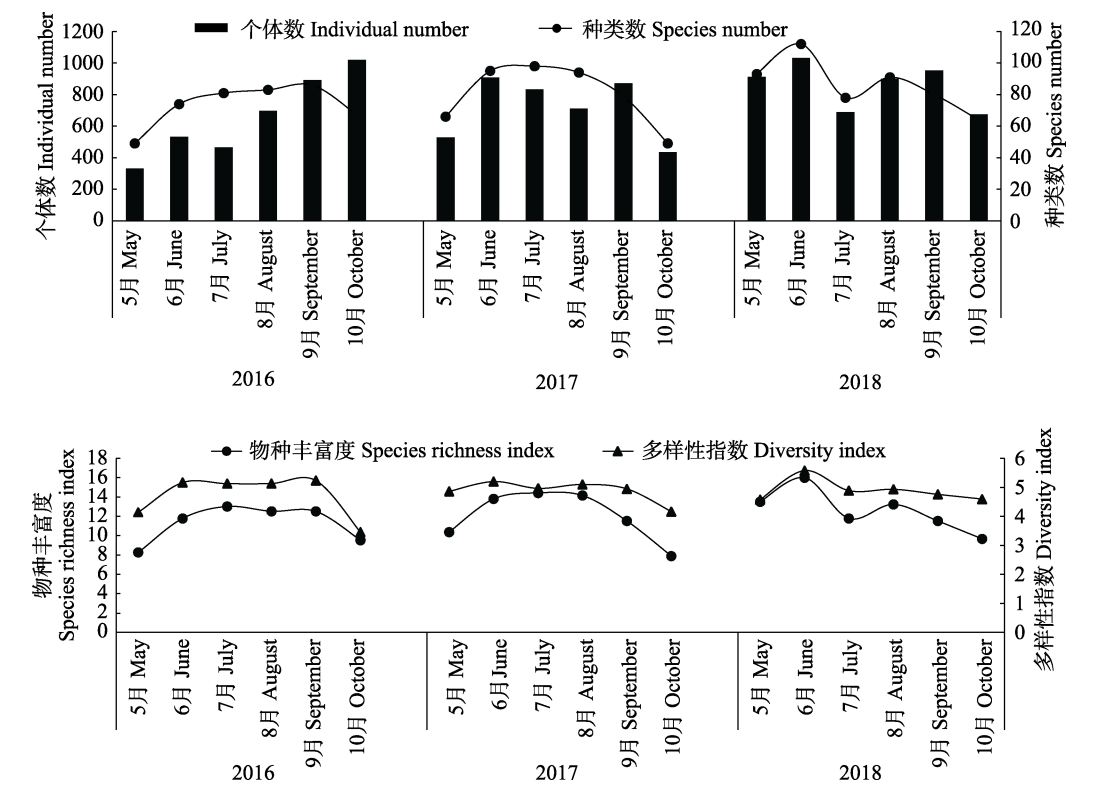 个体数 Individual number
种类数 Species number
个体数 Individual number
1200
1000
800
600
400
200
0
120
100
80
60
40
20
0
种类数 Species number
5月 May
6月 June
7月 July
8月 August
9月 September
10月 October
5月 May
6月 June
7月 July
8月 August
9月 September
10月 October
5月 May
6月 June
7月 July
8月 August
9月 September
10月 October
2016
2017
2018
物种丰富度 Species richness index
多样性指数 Diversity index
物种丰富度
Species richness index
18
16
14
12
10
8
6
4
2
0
6
5
4
3
2
1
0
多样性指数 Diversity index
5月 May
6月 June
7月 July
8月 August
9月 September
10月 October
5月 May
6月 June
7月 July
8月 August
9月 September
10月 October
5月 May
6月 June
7月 July
8月 August
9月 September
10月 October
2016
2017
2018